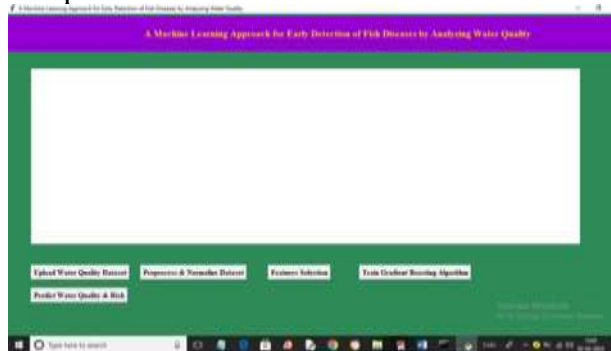 A Machine Learning Approach for Early Detection of Fish Diseases by Analyzing Water Quality
A Machine Learning Approach for Early Detection of Fish Diseases by Analyzing Water Quality
Upload Water Quality Dataset
Preprocess & Normalize Dataset
Features Selection
Train Gradient Boosting Algorithm
Predict Water Quality & Risk
Type here to search